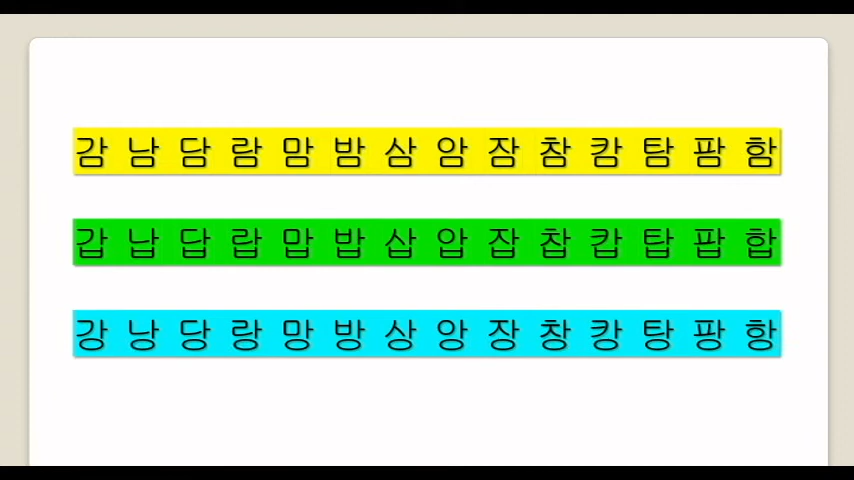 감 남 담 람 맘 밤 삼 암 잠 참 캄 탐 팜 함
갑 납 답 랍 맙 밥 삽 압 잡 찹 캅 탑 팝 합
강 낭 당 랑 망 방 상 앙 장 창 캉 탕 팡 항